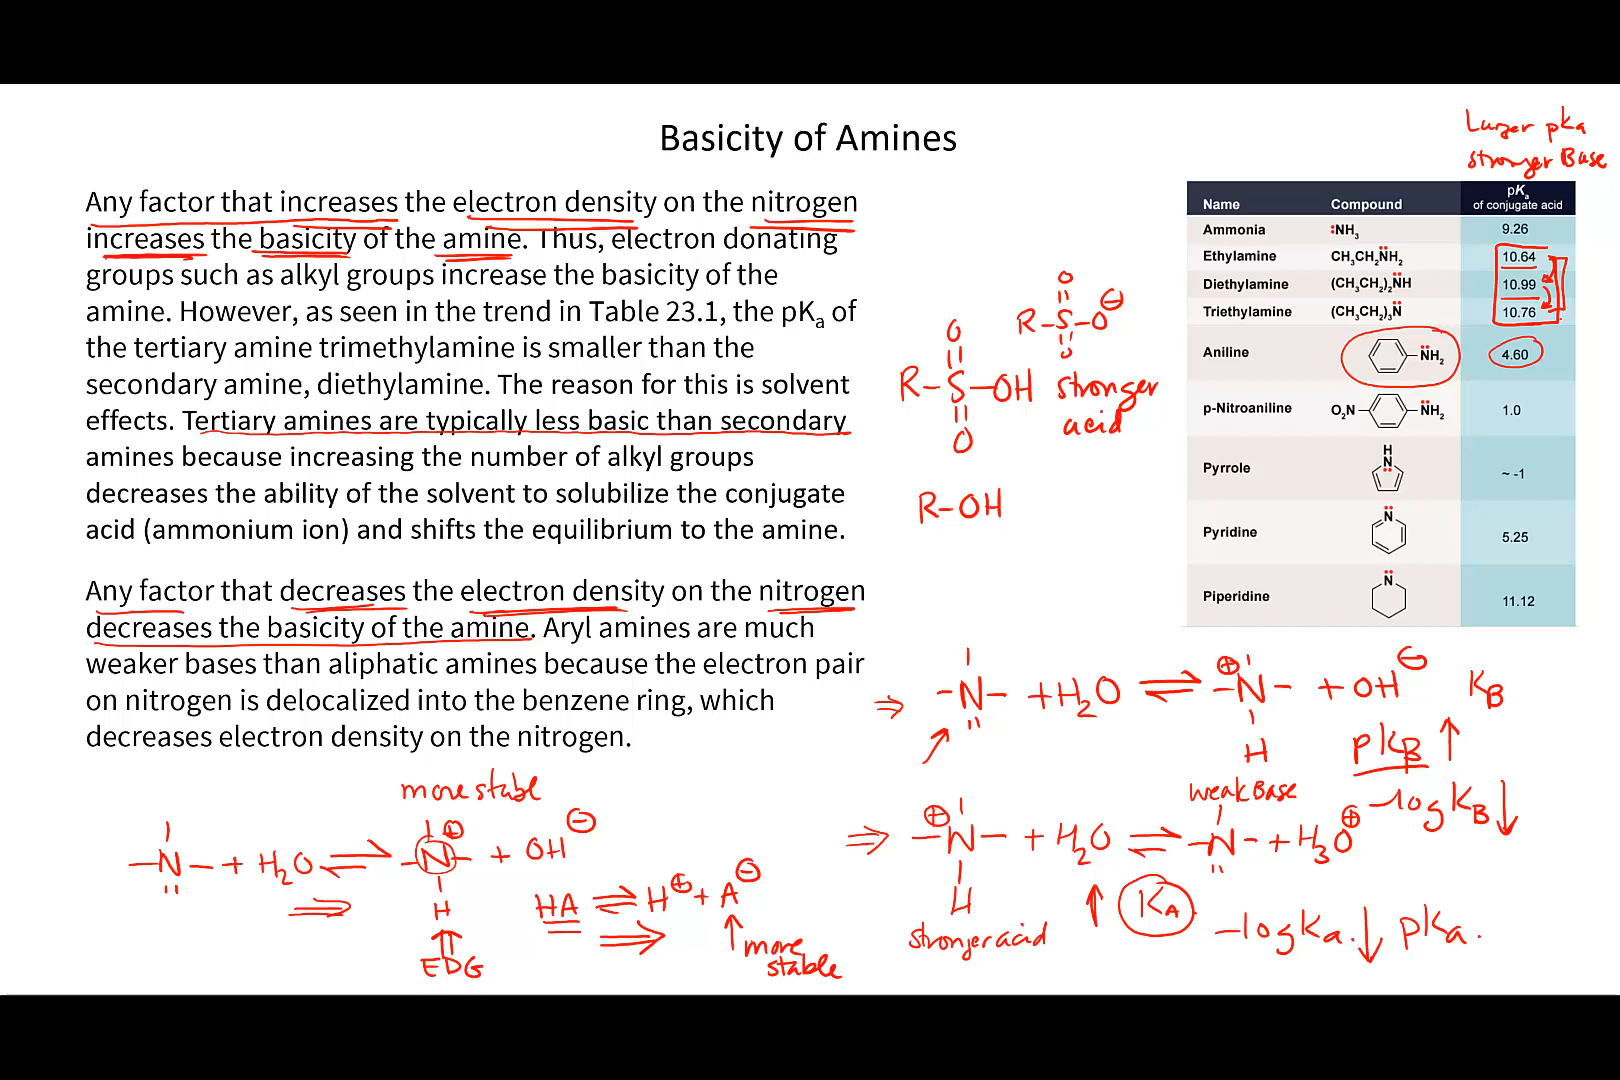 Basicity of Amines
Any factor that increases the electron density on the nitrogen
increases the basicity of the amine. Thus, electron donating
groups such as alkyl groups increase the basicity of the
amine. However, as seen in the trend in Table 23.1, the pKa of
the tertiary amine trimethylamine is smaller than the
secondary amine, diethylamine. The reason for this is solvent
effects. Tertiary amines are typically less basic than secondary
amines because increasing the number of alkyl groups
decreases the ability of the solvent to solubilize the conjugate
acid (ammonium ion) and shifts the equilibrium to the amine.
Any factor that decreases the electron density on the nitrogen
decreases the basicity of the amine. Aryl amines are much
weaker bases than aliphatic amines because the electron pair
on nitrogen is delocalized into the benzene ring, which
decreases electron density on the nitrogen.
Larger pKa
stronger Base
Name Compound pKa of conjugate acid
Ammonia :NH3 9.26
Ethylamine CH3CH2N̈H2 10.64
Diethylamine (CH3CH2)2N̈H 10.99
Triethylamine (CH3CH2)3N̈ 10.76
Aniline N̈H2 4.60
p-Nitroaniline O2N N̈H2 1.0
Pyrrole H N ~ -1
Pyridine N 5.25
Piperidine N 11.12
O
R-S-O⊖
O
O
R-S-OH
O
stronger
acid
R-OH
-N- + H2O ⇌ ⊕-N- + OH⊖ KB
H
pKB ↑
-log KB ↓
⇒ ⊕-N- + H2O ⇌ -N- + H3O⊕
weak Base
H
stronger acid
↑ KA -log Ka ↓ pKa.
more stable
-N- + H2O ⇌ -N-⊕ + OH⊖
H
EDG
HA ⇌ H⊕ + A⊖
more
stable